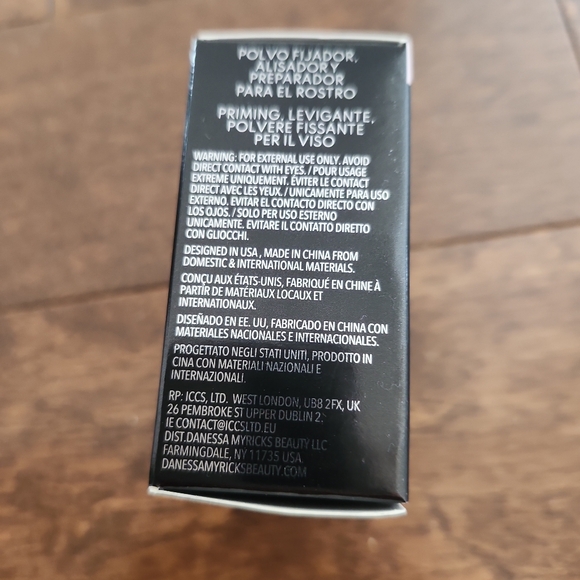 POLVO FIJADOR,
ALISADOR Y
PREPARADOR
PARA EL ROSTRO
PRIMING, LEVIGANTE,
POLVERE FISSANTE
PER IL VISO
WARNING: FOR EXTERNAL USE ONLY. AVOID
DIRECT CONTACT WITH EYES. / POUR USAGE
EXTREME UNIQUEMENT. ÉVITER LE CONTACT
DIRECT AVEC LES YEUX. / UNICAMENTE PARA USO
EXTERNO. EVITAR EL CONTACTO DIRECTO CON
LOS OJOS. / SOLO PER USO ESTERNO
UNICAMENTE. EVITARE IL CONTATTO DIRETTO
CON GLIOCCHI.
DESIGNED IN USA , MADE IN CHINA FROM
DOMESTIC & INTERNATIONAL MATERIALS.
CONÇU AUX ÉTATS-UNIS, FABRIQUÉ EN CHINE À
PARTÍR DE MATÉRIAUX LOCAUX ET
INTERNATIONAUX.
DISEÑADO EN EE. UU, FABRICADO EN CHINA CON
MATERIALES NACIONALES E INTERNACIONALES.
PROGETTATO NEGLI STATI UNITI, PRODOTTO IN
CINA CON MATERIALI NAZIONALI E
INTERNAZIONALI.
RP: ICCS, LTD. WEST LONDON, UB8 2FX, UK
26 PEMBROKE ST UPPER DUBLIN 2,
IE CONTACT@ICCSLTD.EU
DIST.DANESSA MYRICKS BEAUTY LLC
FARMINGDALE, NY 11735 USA
DANESSAMYRICKSBEAUTY.COM